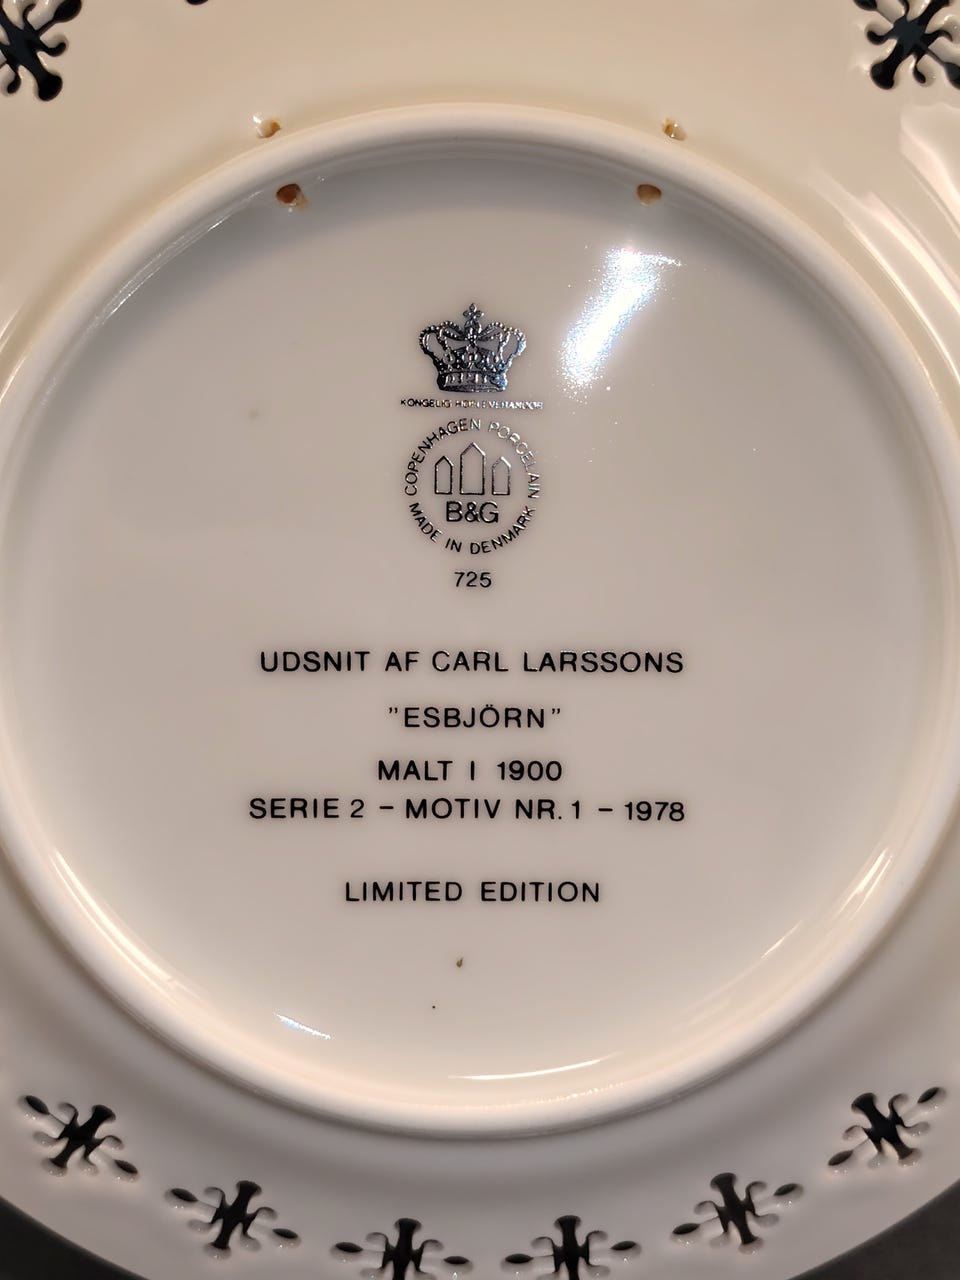 KONGELIG HOFLEVERANDØR
COPENHAGEN PORCELAIN
B&G
MADE IN DENMARK
725
UDSNIT AF CARL LARSSONS
"ESBJÖRN"
MALT I 1900
SERIE 2 – MOTIV NR. 1 – 1978
LIMITED EDITION